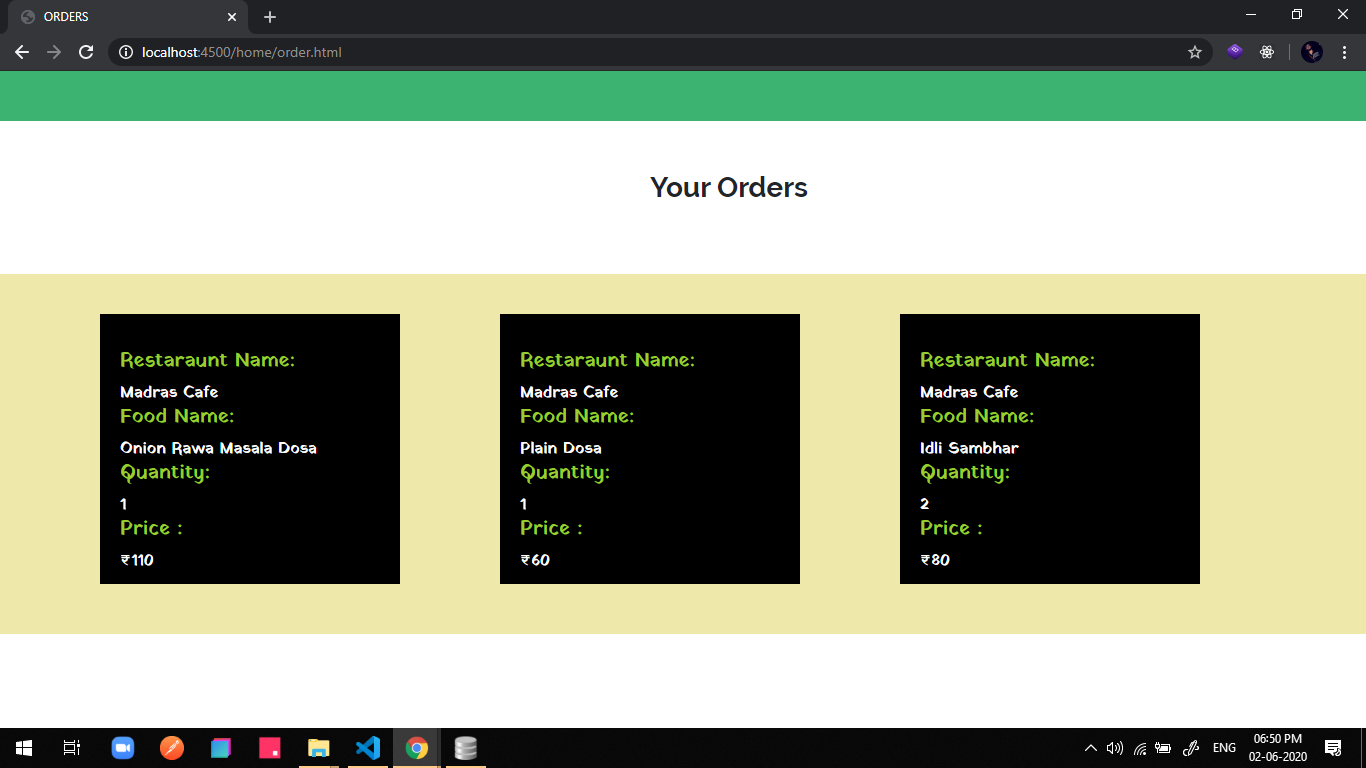 ORDERS
localhost:4500/home/order.html
Your Orders
Restaraunt Name:
Madras Cafe
Food Name:
Onion Rawa Masala Dosa
Quantity:
1
Price :
₹110
Restaraunt Name:
Madras Cafe
Food Name:
Plain Dosa
Quantity:
1
Price :
₹60
Restaraunt Name:
Madras Cafe
Food Name:
Idli Sambhar
Quantity:
2
Price :
₹80
ENG
06:50 PM
02-06-2020